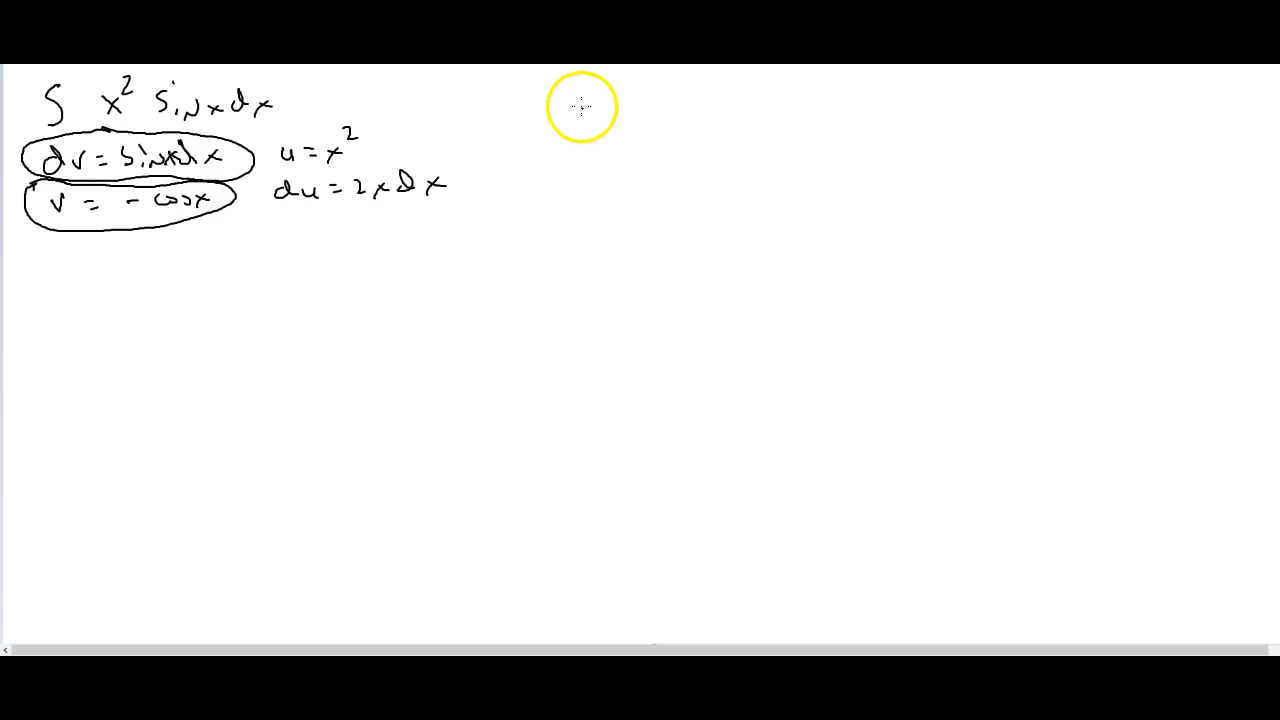 ∫ x² sin x dx
dv = sin x dx u = x²
v = - cos x du = 2x dx